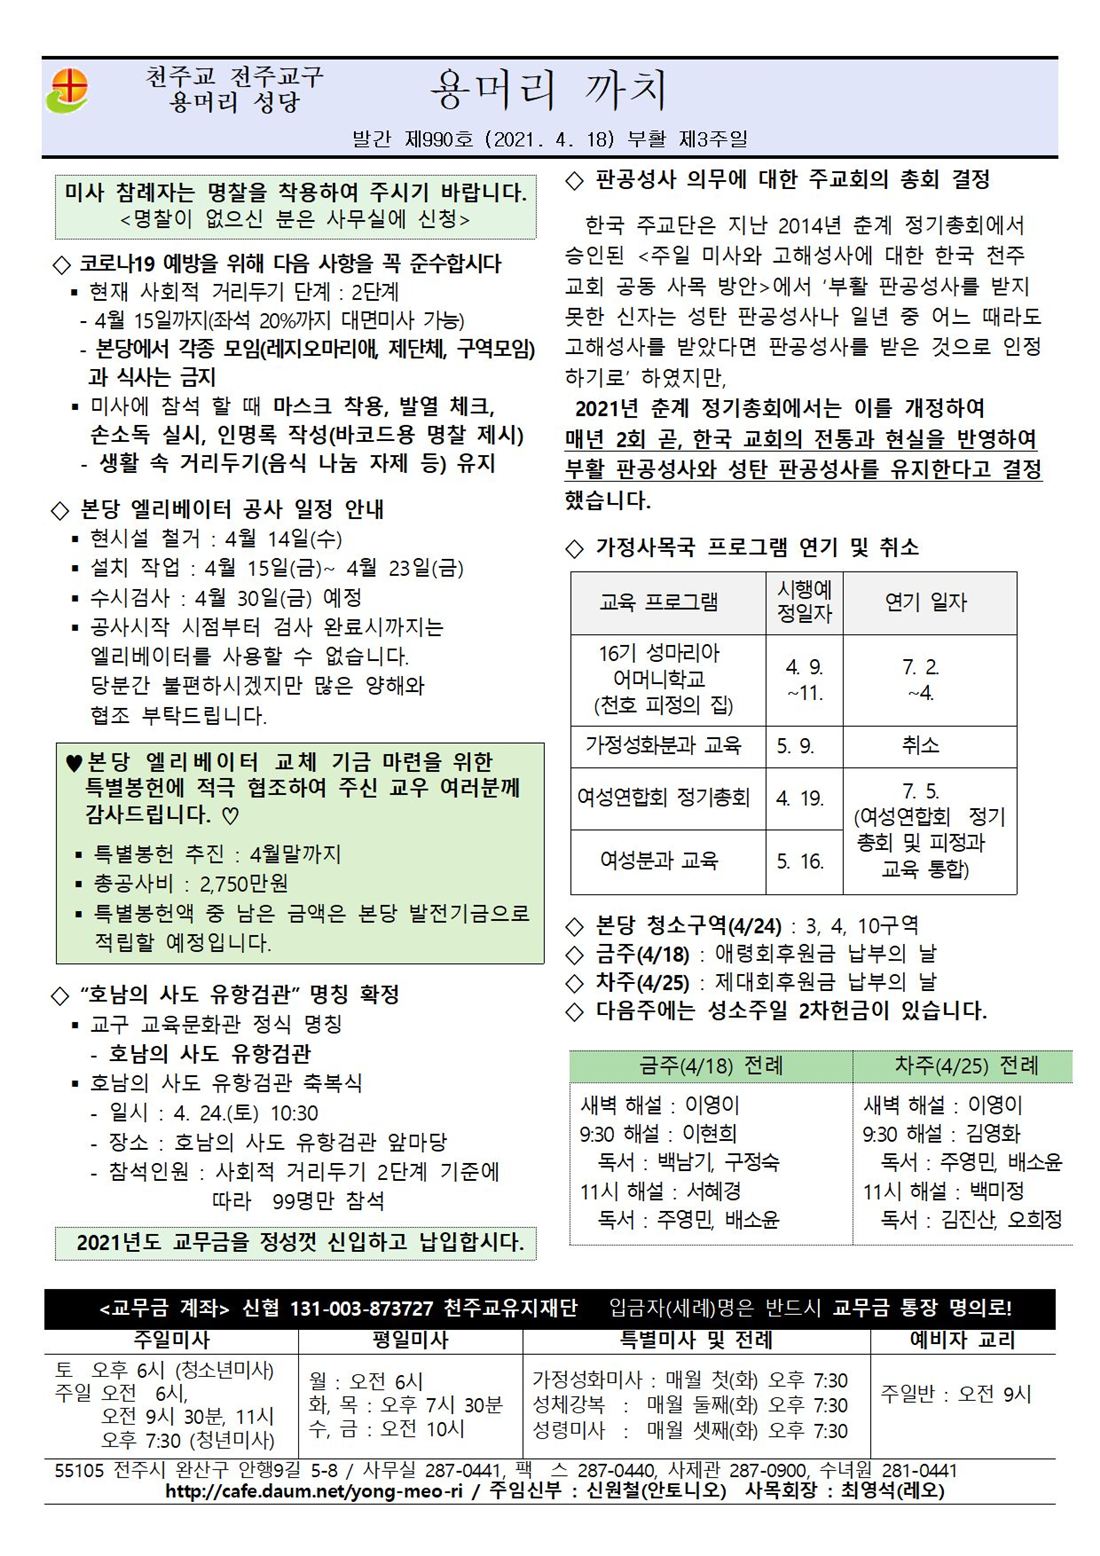 천주교 전주교구
용머리 성당
용머리 까치
발간 제990호 (2021. 4. 18) 부활 제3주일
미사 참례자는 명찰을 착용하여 주시기 바랍니다.
<명찰이 없으신 분은 사무실에 신청>
◇ 코로나19 예방을 위해 다음 사항을 꼭 준수합시다
▪ 현재 사회적 거리두기 단계 : 2단계
- 4월 15일까지(좌석 20%까지 대면미사 가능)
- 본당에서 각종 모임(레지오마리애, 제단체, 구역모임)
과 식사는 금지
▪ 미사에 참석 할 때 마스크 착용, 발열 체크,
손소독 실시, 인명록 작성(바코드용 명찰 제시)
- 생활 속 거리두기(음식 나눔 자제 등) 유지
◇ 본당 엘리베이터 공사 일정 안내
▪ 현시설 철거 : 4월 14일(수)
▪ 설치 작업 : 4월 15일(금)~ 4월 23일(금)
▪ 수시검사 : 4월 30일(금) 예정
▪ 공사시작 시점부터 검사 완료시까지는
엘리베이터를 사용할 수 없습니다.
당분간 불편하시겠지만 많은 양해와
협조 부탁드립니다.
♥본당 엘리베이터 교체 기금 마련을 위한
특별봉헌에 적극 협조하여 주신 교우 여러분께
감사드립니다. ♡
▪ 특별봉헌 추진 : 4월말까지
▪ 총공사비 : 2,750만원
▪ 특별봉헌액 중 남은 금액은 본당 발전기금으로
적립할 예정입니다.
◇ “호남의 사도 유항검관” 명칭 확정
▪ 교구 교육문화관 정식 명칭
- 호남의 사도 유항검관
▪ 호남의 사도 유항검관 축복식
- 일시 : 4. 24.(토) 10:30
- 장소 : 호남의 사도 유항검관 앞마당
- 참석인원 : 사회적 거리두기 2단계 기준에
따라 99명만 참석
2021년도 교무금을 정성껏 신입하고 납입합시다.
◇ 판공성사 의무에 대한 주교회의 총회 결정
한국 주교단은 지난 2014년 춘계 정기총회에서
승인된 <주일 미사와 고해성사에 대한 한국 천주
교회 공동 사목 방안>에서 ‘부활 판공성사를 받지
못한 신자는 성탄 판공성사나 일년 중 어느 때라도
고해성사를 받았다면 판공성사를 받은 것으로 인정
하기로’ 하였지만,
2021년 춘계 정기총회에서는 이를 개정하여
매년 2회 곧, 한국 교회의 전통과 현실을 반영하여
부활 판공성사와 성탄 판공성사를 유지한다고 결정
했습니다.
◇ 가정사목국 프로그램 연기 및 취소
교육 프로그램 시행예정일자 연기 일자
16기 성마리아
어머니학교
(천호 피정의 집)
4. 9.
~11.
7. 2.
~4.
가정성화분과 교육 5. 9. 취소
여성연합회 정기총회 4. 19.
여성분과 교육 5. 16.
7. 5.
(여성연합회 정기
총회 및 피정과
교육 통합)
◇ 본당 청소구역(4/24) : 3, 4, 10구역
◇ 금주(4/18) : 애령회후원금 납부의 날
◇ 차주(4/25) : 제대회후원금 납부의 날
◇ 다음주에는 성소주일 2차헌금이 있습니다.
금주(4/18) 전례
새벽 해설 : 이영이
9:30 해설 : 이현희
독서 : 백남기, 구정숙
11시 해설 : 서혜경
독서 : 주영민, 배소윤
차주(4/25) 전례
새벽 해설 : 이영이
9:30 해설 : 김영화
독서 : 주영민, 배소윤
11시 해설 : 백미정
독서 : 김진산, 오희정
<교무금 계좌> 신협 131-003-873727 천주교유지재단 입금자(세례)명은 반드시 교무금 통장 명의로!
주일미사 평일미사 특별미사 및 전례 예비자 교리
토 오후 6시 (청소년미사)
주일 오전 6시,
오전 9시 30분, 11시
오후 7:30 (청년미사)
월 : 오전 6시
화, 목 : 오후 7시 30분
수, 금 : 오전 10시
가정성화미사 : 매월 첫(화) 오후 7:30
성체강복 : 매월 둘째(화) 오후 7:30
성령미사 : 매월 셋째(화) 오후 7:30
주일반 : 오전 9시
55105 전주시 완산구 안행9길 5-8 / 사무실 287-0441, 팩 스 287-0440, 사제관 287-0900, 수녀원 281-0441
http://cafe.daum.net/yong-meo-ri / 주임신부 : 신원철(안토니오) 사목회장 : 최영석(레오)